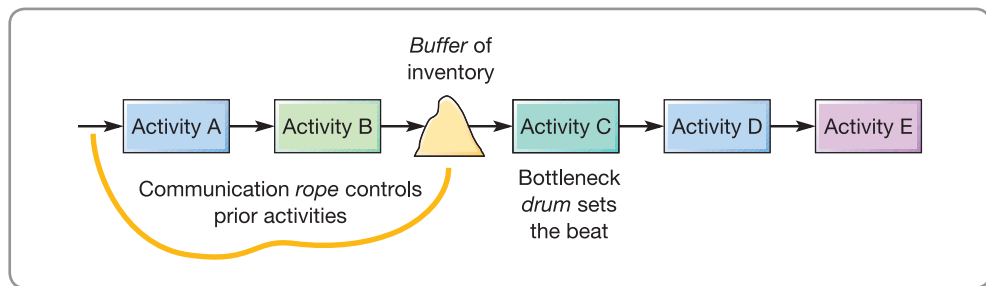 Buffer of
inventory
Activity A
Activity B
Activity C
Activity D
Activity E
Communication rope controls
prior activities
Bottleneck
drum sets
the beat